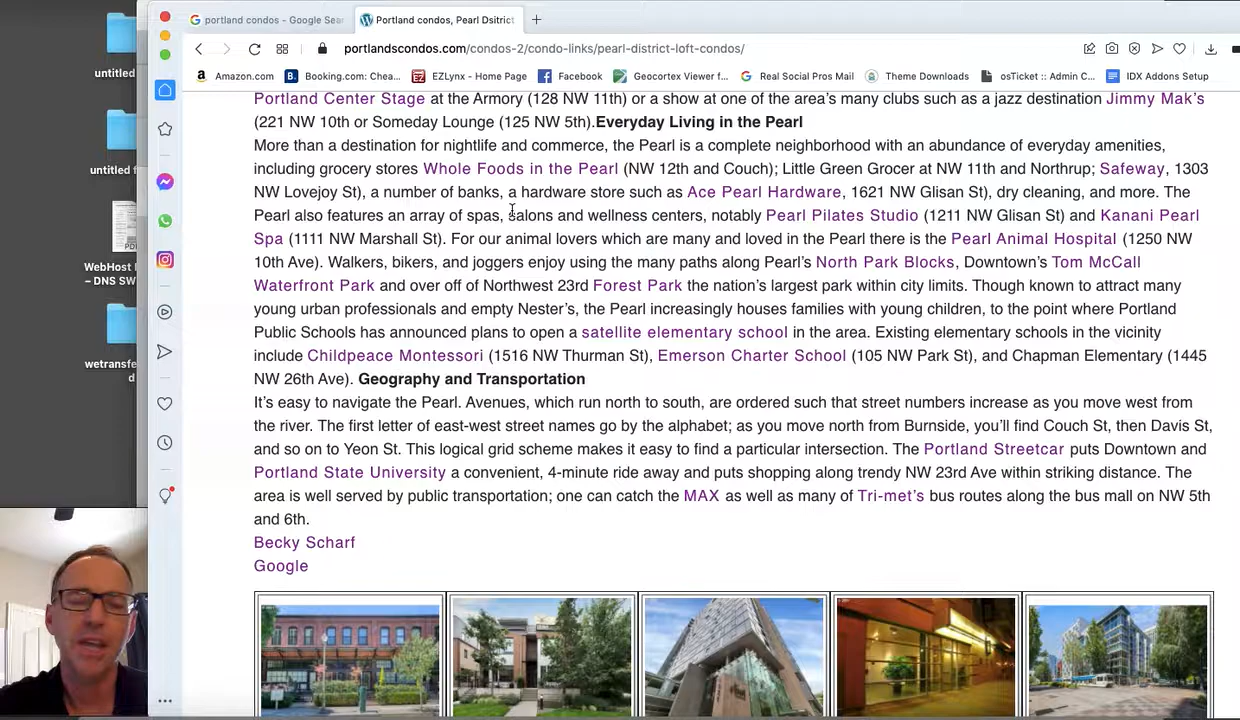 portland condos - Google Sea
Portland condos, Pearl Dsitrict
portlandscondos.com/condos-2/condo-links/pearl-district-loft-condos/
Amazon.com
Booking.com: Chea...
EZLynx - Home Page
Facebook
Geocortex Viewer f...
Real Social Pros Mail
Theme Downloads
osTicket :: Admin C...
IDX Addons Setup
untitled
untitled f
PDF
WebHost
– DNS SW
wetransfe
d
Portland Center Stage at the Armory (128 NW 11th) or a show at one of the area’s many clubs such as a jazz destination Jimmy Mak’s
(221 NW 10th or Someday Lounge (125 NW 5th).Everyday Living in the Pearl
More than a destination for nightlife and commerce, the Pearl is a complete neighborhood with an abundance of everyday amenities,
including grocery stores Whole Foods in the Pearl (NW 12th and Couch); Little Green Grocer at NW 11th and Northrup; Safeway, 1303
NW Lovejoy St), a number of banks, a hardware store such as Ace Pearl Hardware, 1621 NW Glisan St), dry cleaning, and more. The
Pearl also features an array of spas, salons and wellness centers, notably Pearl Pilates Studio (1211 NW Glisan St) and Kanani Pearl
Spa (1111 NW Marshall St). For our animal lovers which are many and loved in the Pearl there is the Pearl Animal Hospital (1250 NW
10th Ave). Walkers, bikers, and joggers enjoy using the many paths along Pearl’s North Park Blocks, Downtown’s Tom McCall
Waterfront Park and over off of Northwest 23rd Forest Park the nation’s largest park within city limits. Though known to attract many
young urban professionals and empty Nester’s, the Pearl increasingly houses families with young children, to the point where Portland
Public Schools has announced plans to open a satellite elementary school in the area. Existing elementary schools in the vicinity
include Childpeace Montessori (1516 NW Thurman St), Emerson Charter School (105 NW Park St), and Chapman Elementary (1445
NW 26th Ave). Geography and Transportation
It’s easy to navigate the Pearl. Avenues, which run north to south, are ordered such that street numbers increase as you move west from
the river. The first letter of east-west street names go by the alphabet; as you move north from Burnside, you’ll find Couch St, then Davis St,
and so on to Yeon St. This logical grid scheme makes it easy to find a particular intersection. The Portland Streetcar puts Downtown and
Portland State University a convenient, 4-minute ride away and puts shopping along trendy NW 23rd Ave within striking distance. The
area is well served by public transportation; one can catch the MAX as well as many of Tri-met’s bus routes along the bus mall on NW 5th
and 6th.
Becky Scharf
Google